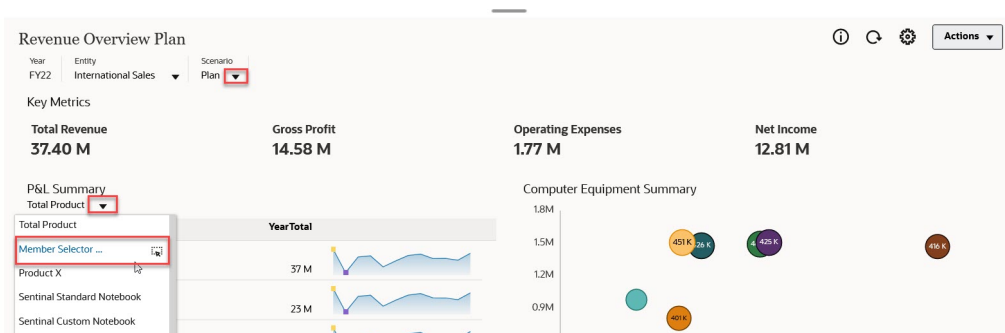 Revenue Overview Plan
Actions
Year Entity Scenario
FY22 International Sales Plan
Key Metrics
Total Revenue Gross Profit Operating Expenses Net Income
37.40 M 14.58 M 1.77 M 12.81 M
P&L Summary
Total Product
Total Product
Member Selector ...
Product X
Sentinal Standard Notebook
Sentinal Custom Notebook
YearTotal
37 M
23 M
Computer Equipment Summary
1.8M
1.5M
1.2M
0.9M
451 K 26 K 4 425 K 416 K
401 K